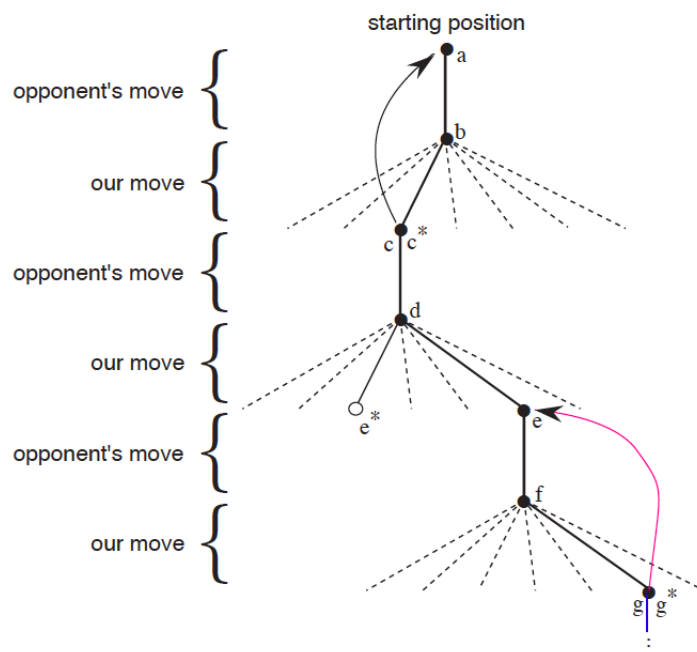 starting position
a
opponent's move
b
our move
c c*
opponent's move
d
our move
e*
e
opponent's move
f
our move
g g*